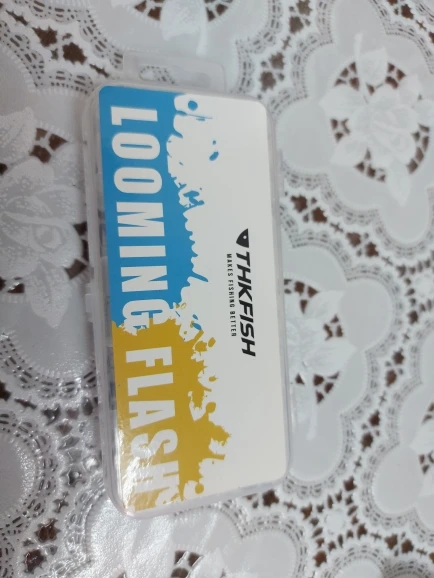 THKFISH
MAKES FISHING BETTER
LOOMING FLASH